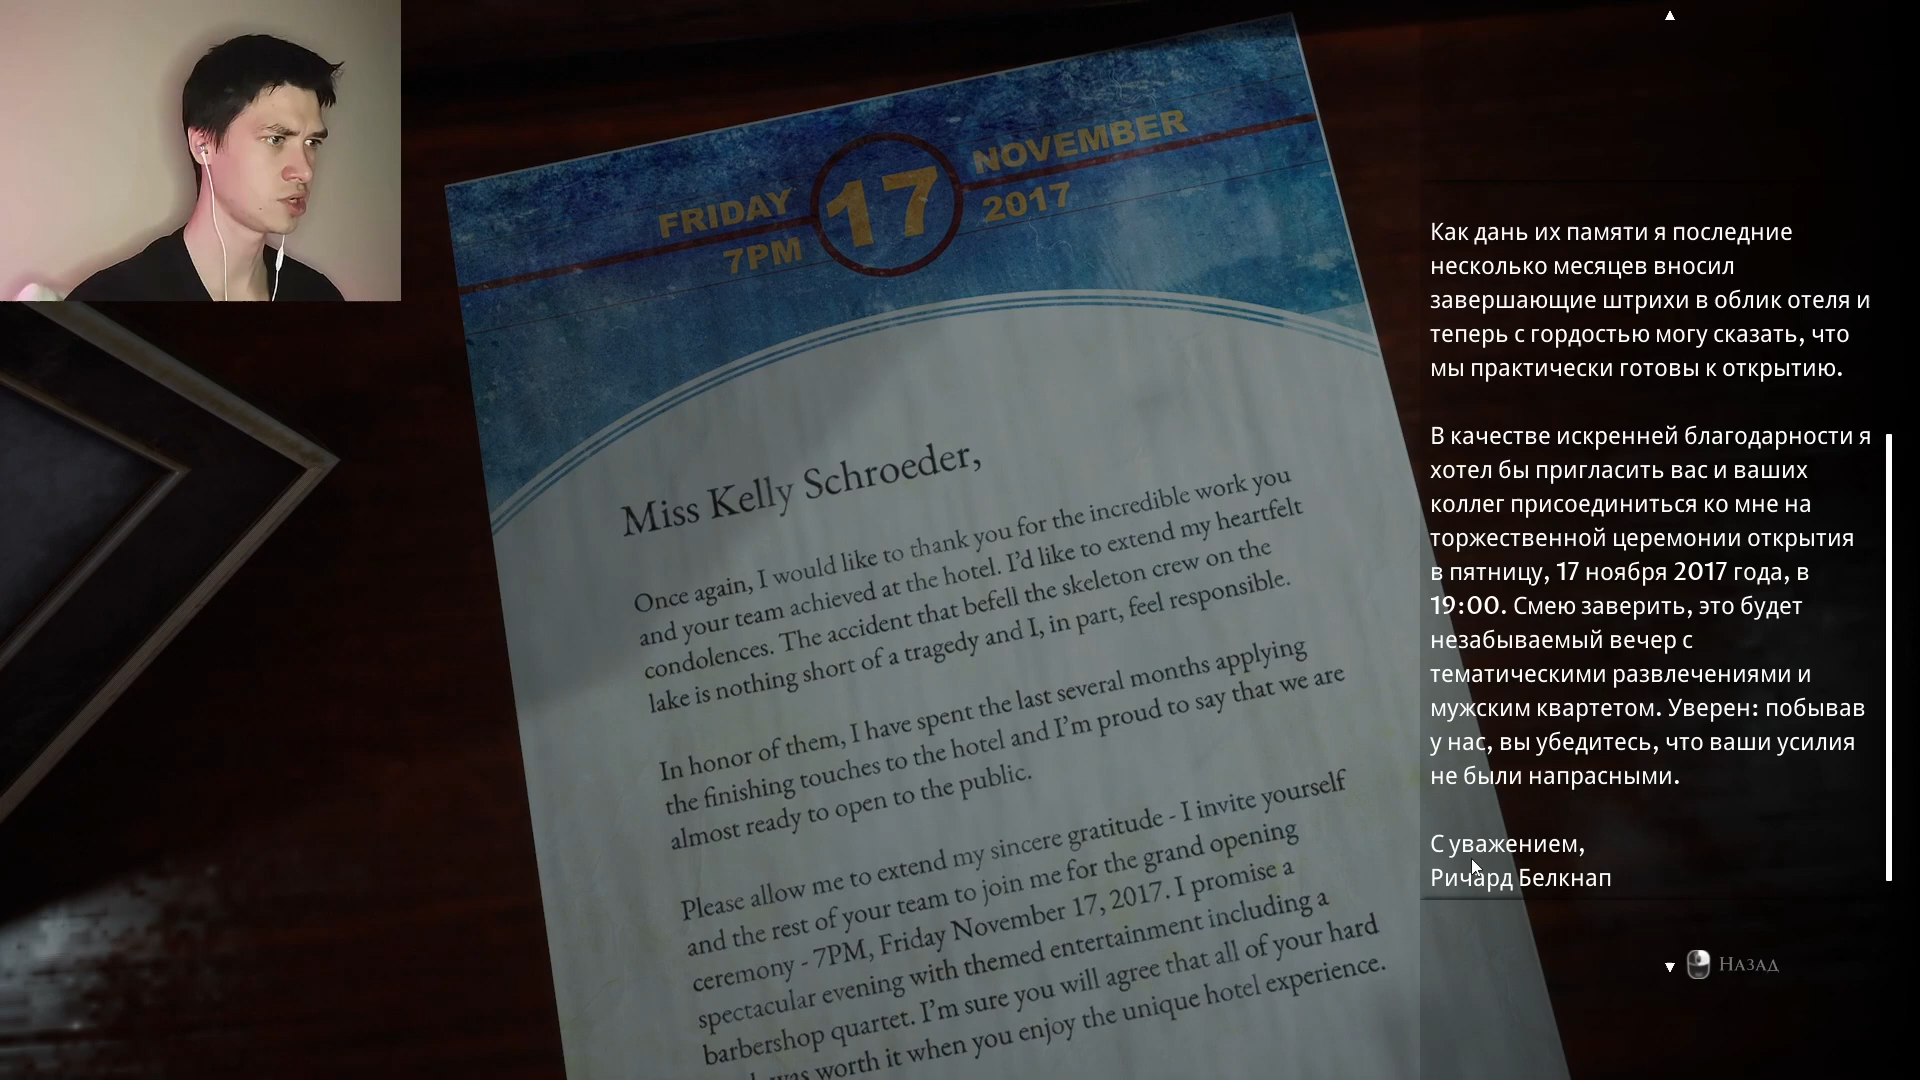 FRIDAY
7PM
17
NOVEMBER
2017
Miss Kelly Schroeder,
Once again, I would like to thank you for the incredible work you
and your team achieved at the hotel. I'd like to extend my heartfelt
condolences. The accident that befell the skeleton crew on the
lake is nothing short of a tragedy and I, in part, feel responsible.
In honor of them, I have spent the last several months applying
the finishing touches to the hotel and I'm proud to say that we are
almost ready to open to the public.
Please allow me to extend my sincere gratitude - I invite yourself
and the rest of your team to join me for the grand opening
ceremony - 7PM, Friday November 17, 2017. I promise a
spectacular evening with themed entertainment including a
barbershop quartet. I'm sure you will agree that all of your hard
was worth it when you enjoy the unique hotel experience.
Как дань их памяти я последние
несколько месяцев вносил
завершающие штрихи в облик отеля и
теперь с гордостью могу сказать, что
мы практически готовы к открытию.
В качестве искренней благодарности я
хотел бы пригласить вас и ваших
коллег присоединиться ко мне на
торжественной церемонии открытия
в пятницу, 17 ноября 2017 года, в
19:00. Смею заверить, это будет
незабываемый вечер с
тематическими развлечениями и
мужским квартетом. Уверен: побывав
у нас, вы убедитесь, что ваши усилия
не были напрасными.
С уважением,
Ричард Белкнап
Назад